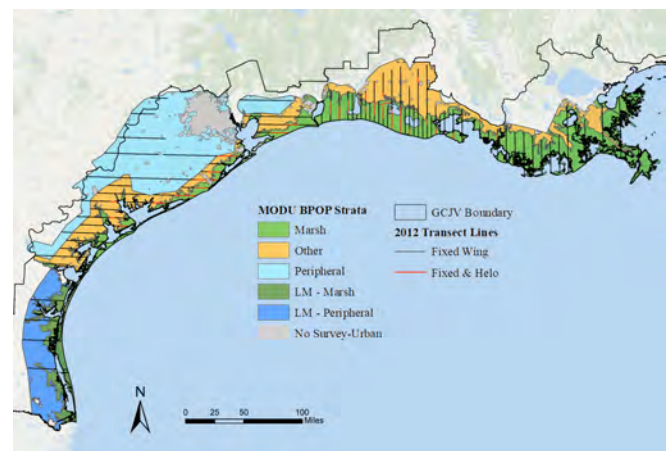 MODU BPOP Strata
Marsh
Other
Peripheral
LM - Marsh
LM - Peripheral
No Survey-Urban
GCJV Boundary
2012 Transect Lines
Fixed Wing
Fixed & Helo
N
0 25 50 100
Miles